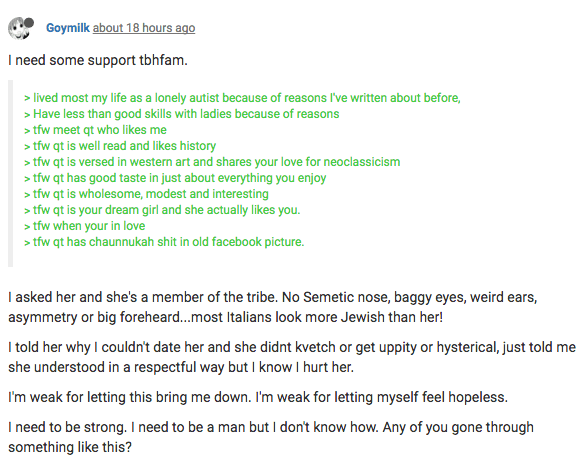 Goymilk about 18 hours ago
I need some support tbhfam.
> lived most my life as a lonely autist because of reasons I've written about before,
> Have less than good skills with ladies because of reasons
> tfw meet qt who likes me
> tfw qt is well read and likes history
> tfw qt is versed in western art and shares your love for neoclassicism
> tfw qt has good taste in just about everything you enjoy
> tfw qt is wholesome, modest and interesting
> tfw qt is your dream girl and she actually likes you.
> tfw when your in love
> tfw qt has chaunnukah shit in old facebook picture.
I asked her and she's a member of the tribe. No Semetic nose, baggy eyes, weird ears,
asymmetry or big foreheard...most Italians look more Jewish than her!
I told her why I couldn't date her and she didnt kvetch or get uppity or hysterical, just told me
she understood in a respectful way but I know I hurt her.
I'm weak for letting this bring me down. I'm weak for letting myself feel hopeless.
I need to be strong. I need to be a man but I don't know how. Any of you gone through
something like this?